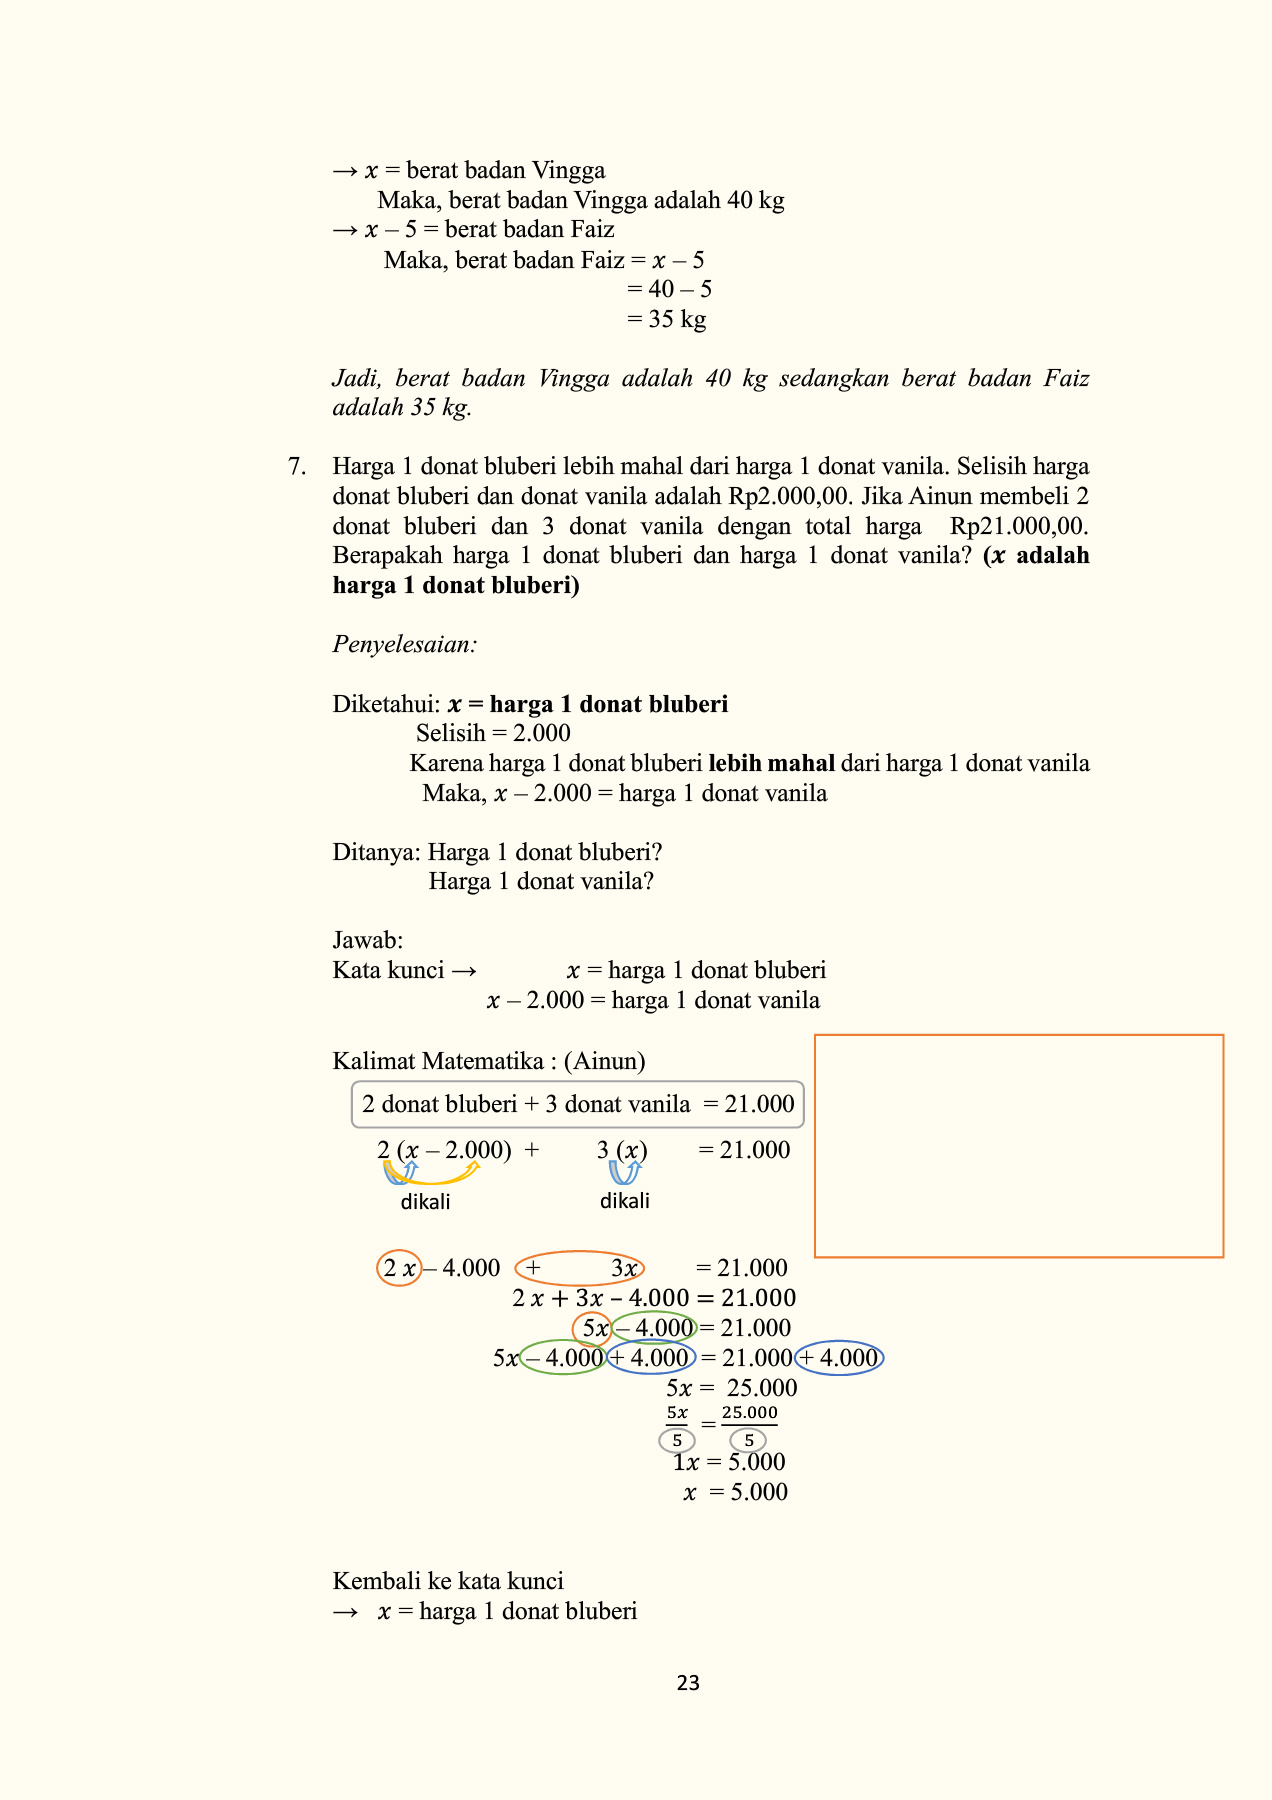 → x = berat badan Vingga
Maka, berat badan Vingga adalah 40 kg
→ x – 5 = berat badan Faiz
Maka, berat badan Faiz = x – 5
= 40 – 5
= 35 kg
Jadi, berat badan Vingga adalah 40 kg sedangkan berat badan Faiz
adalah 35 kg.
7. Harga 1 donat bluberi lebih mahal dari harga 1 donat vanila. Selisih harga
donat bluberi dan donat vanila adalah Rp2.000,00. Jika Ainun membeli 2
donat bluberi dan 3 donat vanila dengan total harga Rp21.000,00.
Berapakah harga 1 donat bluberi dan harga 1 donat vanila? (x adalah
harga 1 donat bluberi)
Penyelesaian:
Diketahui: x = harga 1 donat bluberi
Selisih = 2.000
Karena harga 1 donat bluberi lebih mahal dari harga 1 donat vanila
Maka, x – 2.000 = harga 1 donat vanila
Ditanya: Harga 1 donat bluberi?
Harga 1 donat vanila?
Jawab:
Kata kunci → x = harga 1 donat bluberi
x – 2.000 = harga 1 donat vanila
Kalimat Matematika : (Ainun)
2 donat bluberi + 3 donat vanila = 21.000
2 (x – 2.000) + 3 (x) = 21.000
dikali dikali
2 x – 4.000 + 3x = 21.000
2 x + 3x – 4.000 = 21.000
5x – 4.000 = 21.000
5x – 4.000 + 4.000 = 21.000 + 4.000
5x = 25.000
5x/5 = 25.000/5
1x = 5.000
x = 5.000
Kembali ke kata kunci
→ x = harga 1 donat bluberi
23